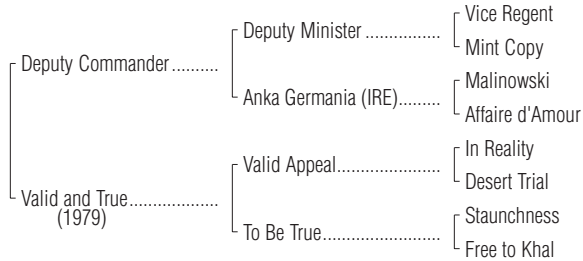 Vice Regent
Deputy Minister ................
Mint Copy
Deputy Commander..........
Malinowski
Anka Germania (IRE).........
Affaire d'Amour
In Reality
Valid Appeal......................
Desert Trial
Valid and True...................
(1979)
Staunchness
To Be True.........................
Free to Khal